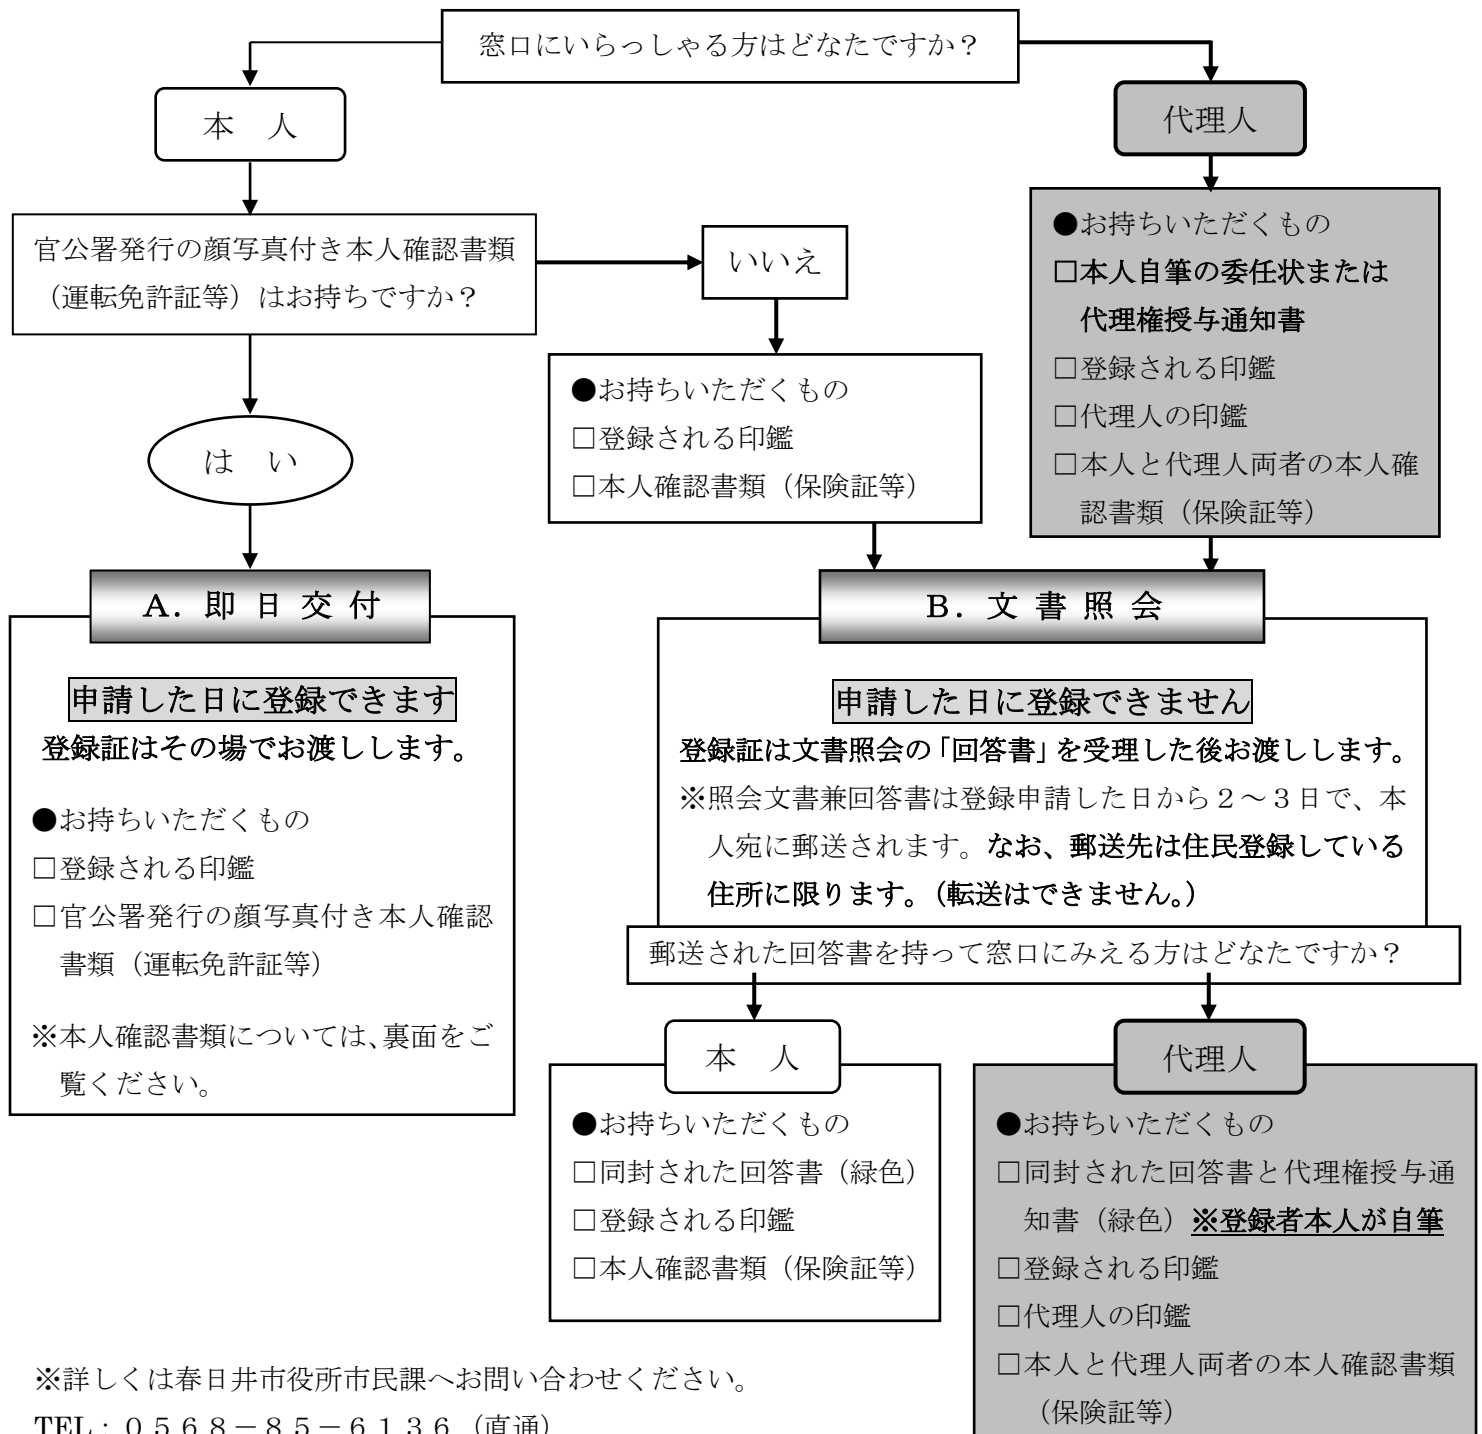 窓口にいらっしゃる方はどなたですか？
本　人
代理人
官公署発行の顔写真付き本人確認書類
（運転免許証等）はお持ちですか？
いいえ
●お持ちいただくもの
□本人自筆の委任状または
代理権授与通知書
□登録される印鑑
□代理人の印鑑
□本人と代理人両者の本人確
認書類（保険証等）
●お持ちいただくもの
□登録される印鑑
□本人確認書類（保険証等）
は　い
A. 即 日 交 付
申請した日に登録できます
登録証はその場でお渡しします。
●お持ちいただくもの
□登録される印鑑
□官公署発行の顔写真付き本人確認
書類（運転免許証等）
※本人確認書類については、裏面をご
覧ください。
B. 文 書 照 会
申請した日に登録できません
登録証は文書照会の「回答書」を受理した後お渡しします。
※照会文書兼回答書は登録申請した日から２～３日で、本
人宛に郵送されます。なお、郵送先は住民登録している
住所に限ります。（転送はできません。）
郵送された回答書を持って窓口にみえる方はどなたですか？
本　人
●お持ちいただくもの
□同封された回答書（緑色）
□登録される印鑑
□本人確認書類（保険証等）
代理人
●お持ちいただくもの
□同封された回答書と代理権授与通
知書（緑色）※登録者本人が自筆
□登録される印鑑
□代理人の印鑑
□本人と代理人両者の本人確認書類
（保険証等）
※詳しくは春日井市役所市民課へお問い合わせください。
TEL：０５６８－８５－６１３６（直通）